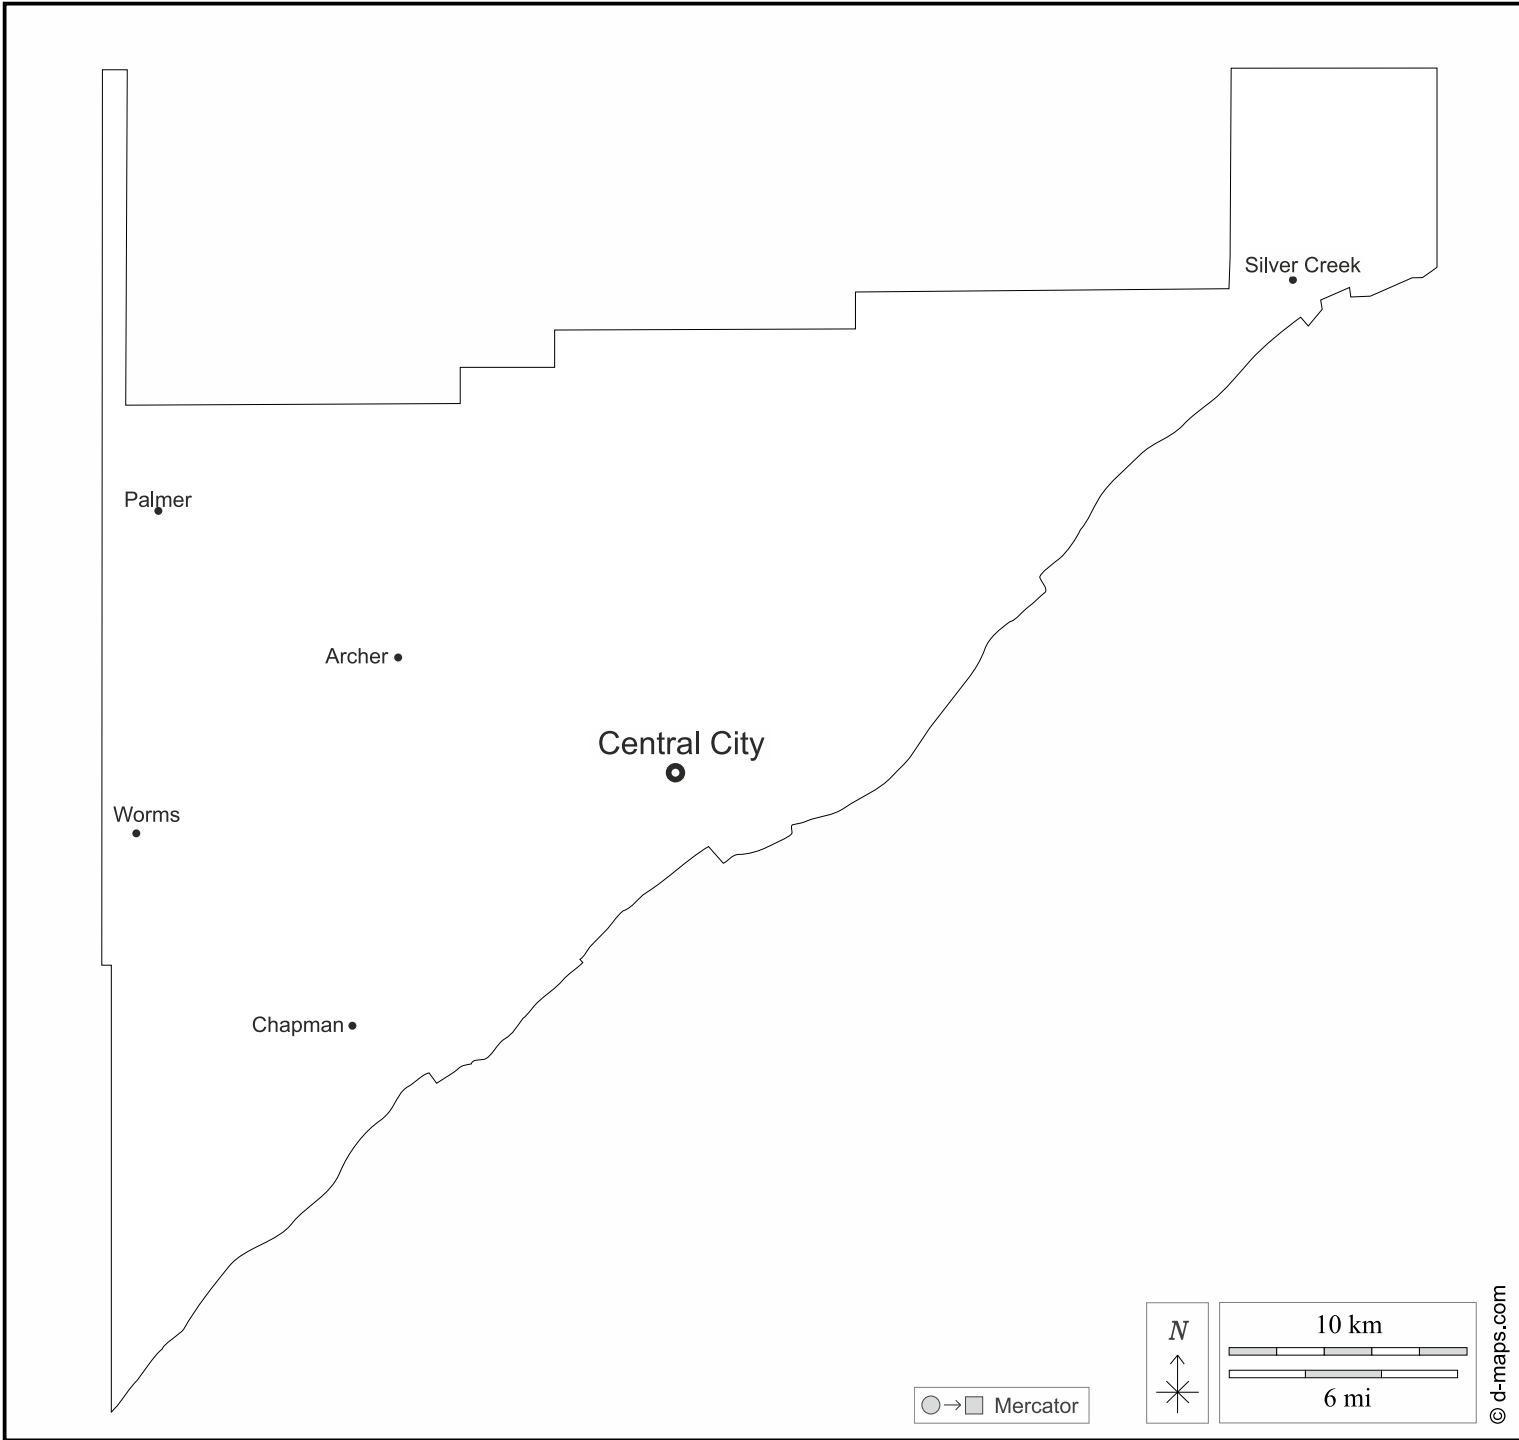 Silver Creek
Palmer
Archer
Central City
Worms
Chapman
N
10 km
6 mi
Mercator
© d-maps.com